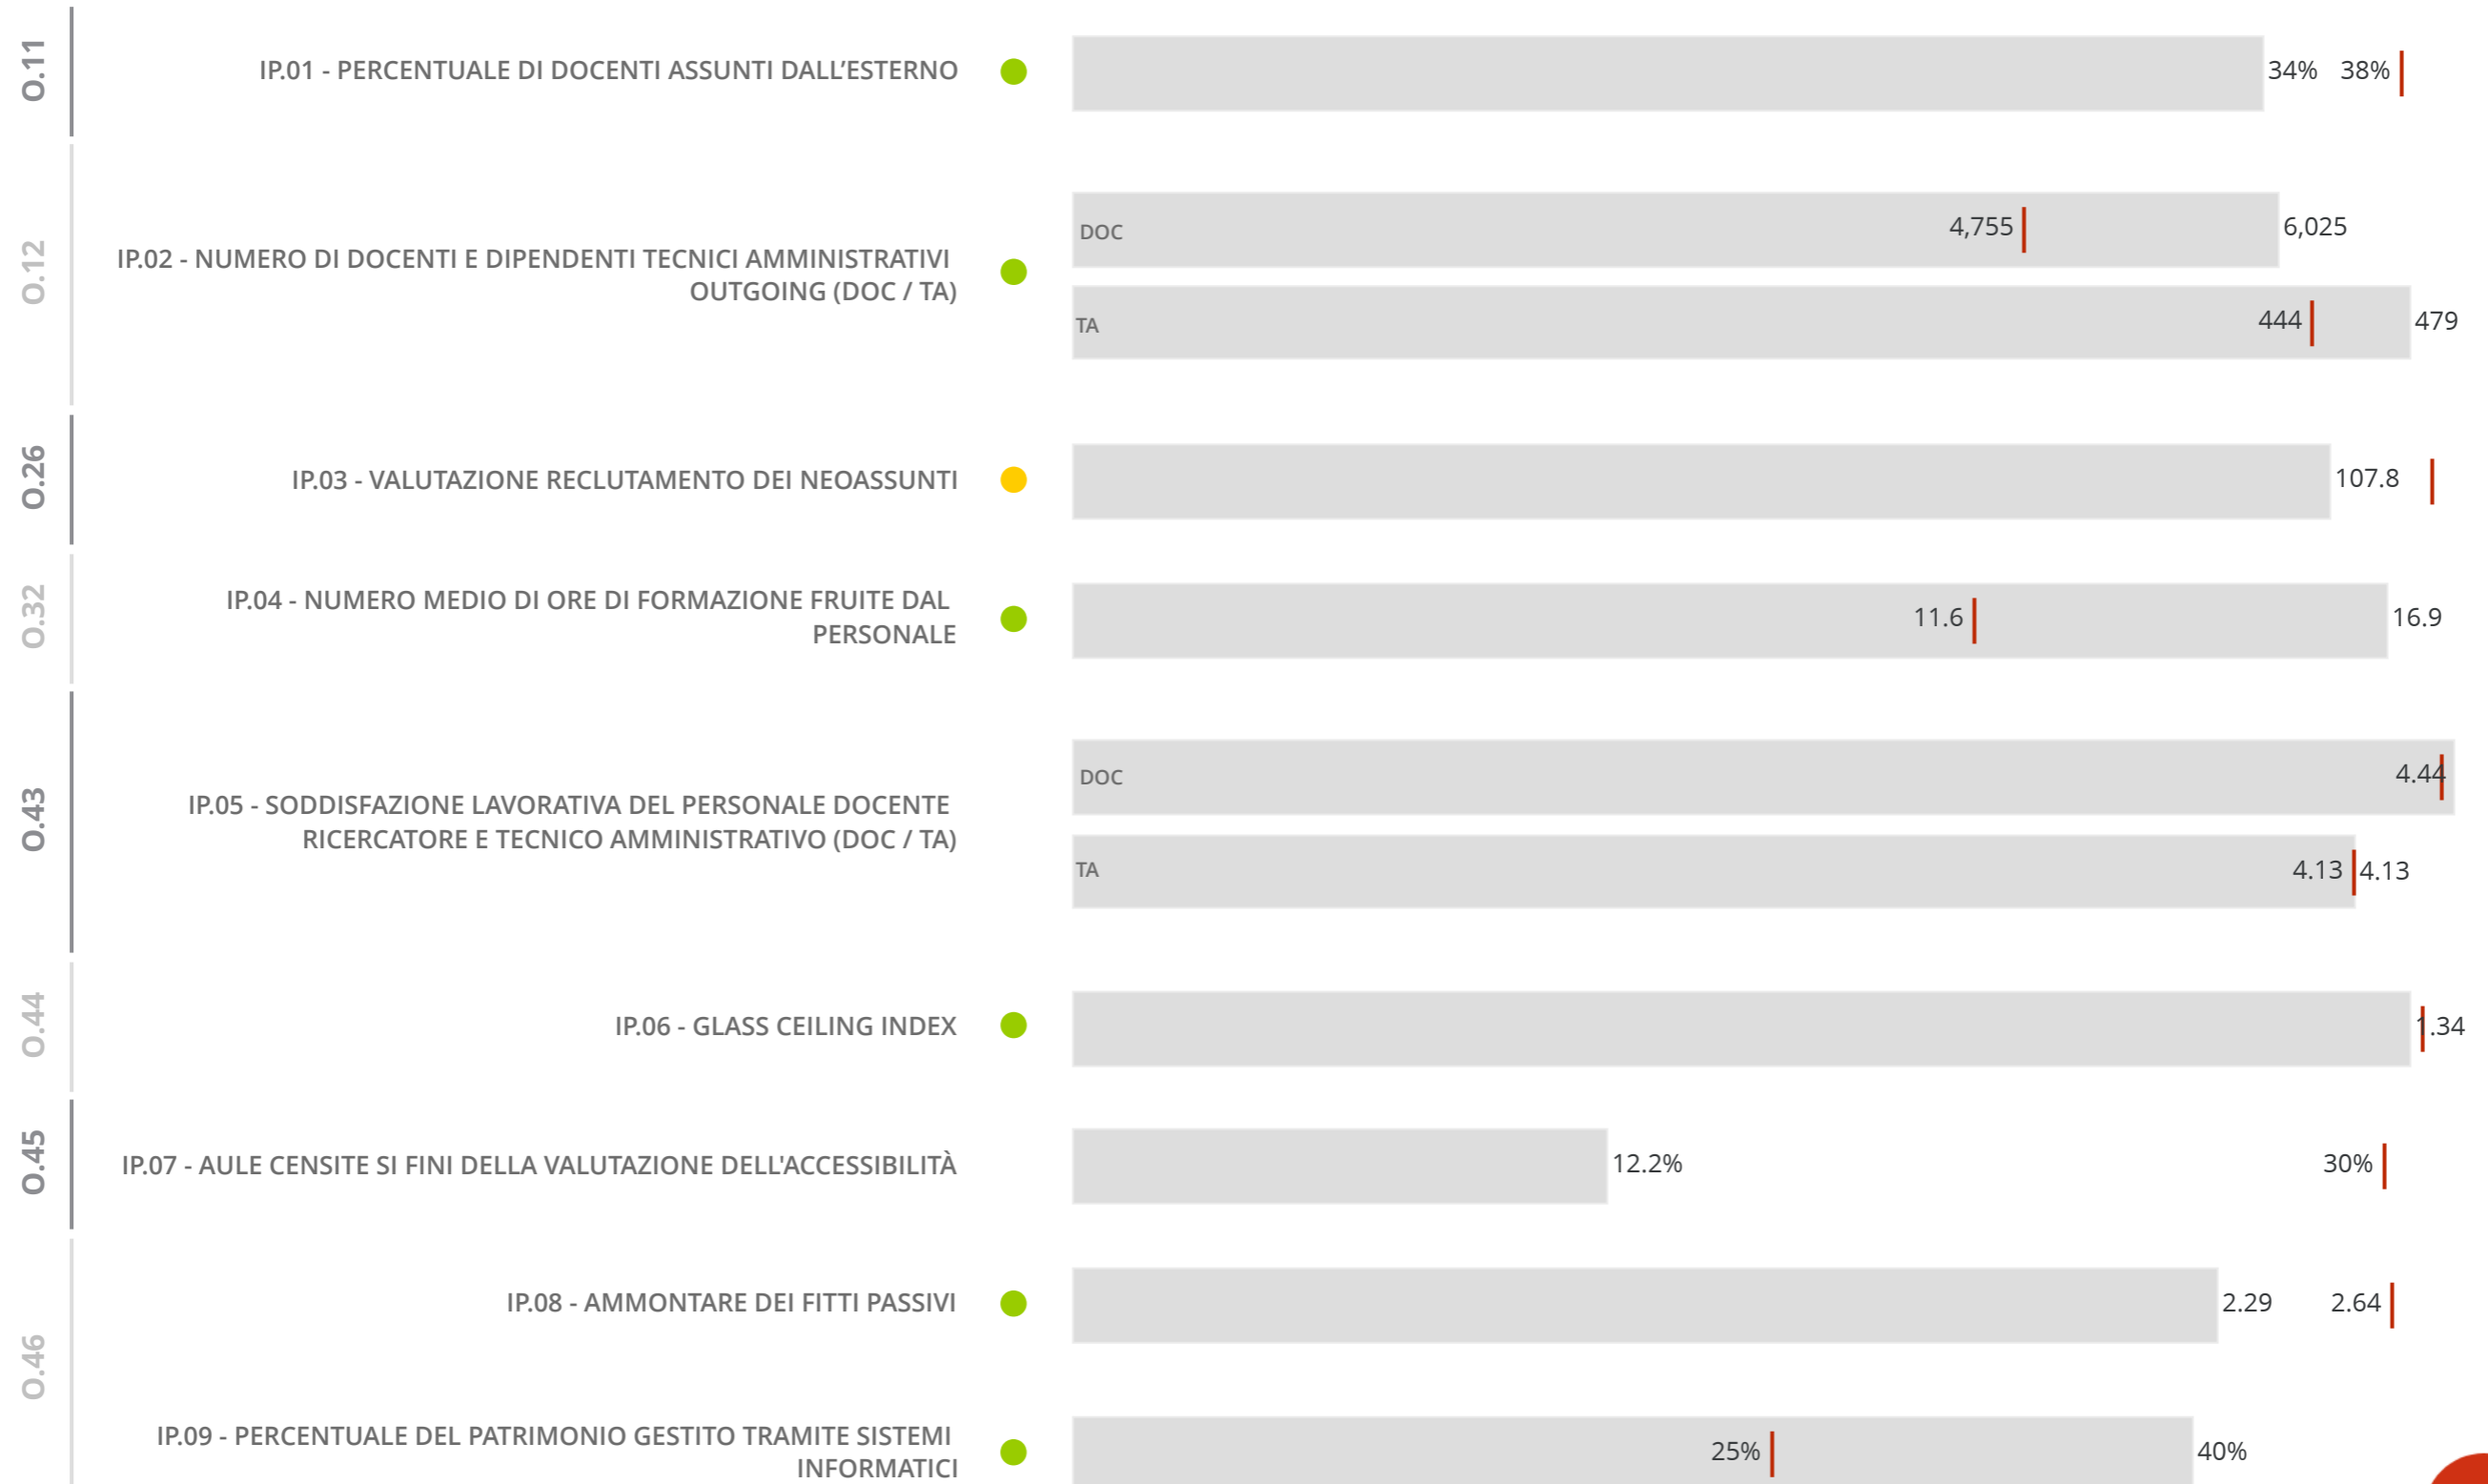 O.11
IP.01 - PERCENTUALE DI DOCENTI ASSUNTI DALL'ESTERNO
34% 38%
O.12
IP.02 - NUMERO DI DOCENTI E DIPENDENTI TECNICI AMMINISTRATIVI
OUTGOING (DOC / TA)
DOC 4,755 6,025
TA 444 479
O.26
IP.03 - VALUTAZIONE RECLUTAMENTO DEI NEOASSUNTI
107.8
O.32
IP.04 - NUMERO MEDIO DI ORE DI FORMAZIONE FRUITE DAL
PERSONALE
11.6 16.9
O.43
IP.05 - SODDISFAZIONE LAVORATIVA DEL PERSONALE DOCENTE
RICERCATORE E TECNICO AMMINISTRATIVO (DOC / TA)
DOC 4.44
TA 4.13 4.13
O.44
IP.06 - GLASS CEILING INDEX
1.34
O.45
IP.07 - AULE CENSITE SI FINI DELLA VALUTAZIONE DELL'ACCESSIBILITÀ
12.2% 30%
O.46
IP.08 - AMMONTARE DEI FITTI PASSIVI
2.29 2.64
IP.09 - PERCENTUALE DEL PATRIMONIO GESTITO TRAMITE SISTEMI
INFORMATICI
25% 40%